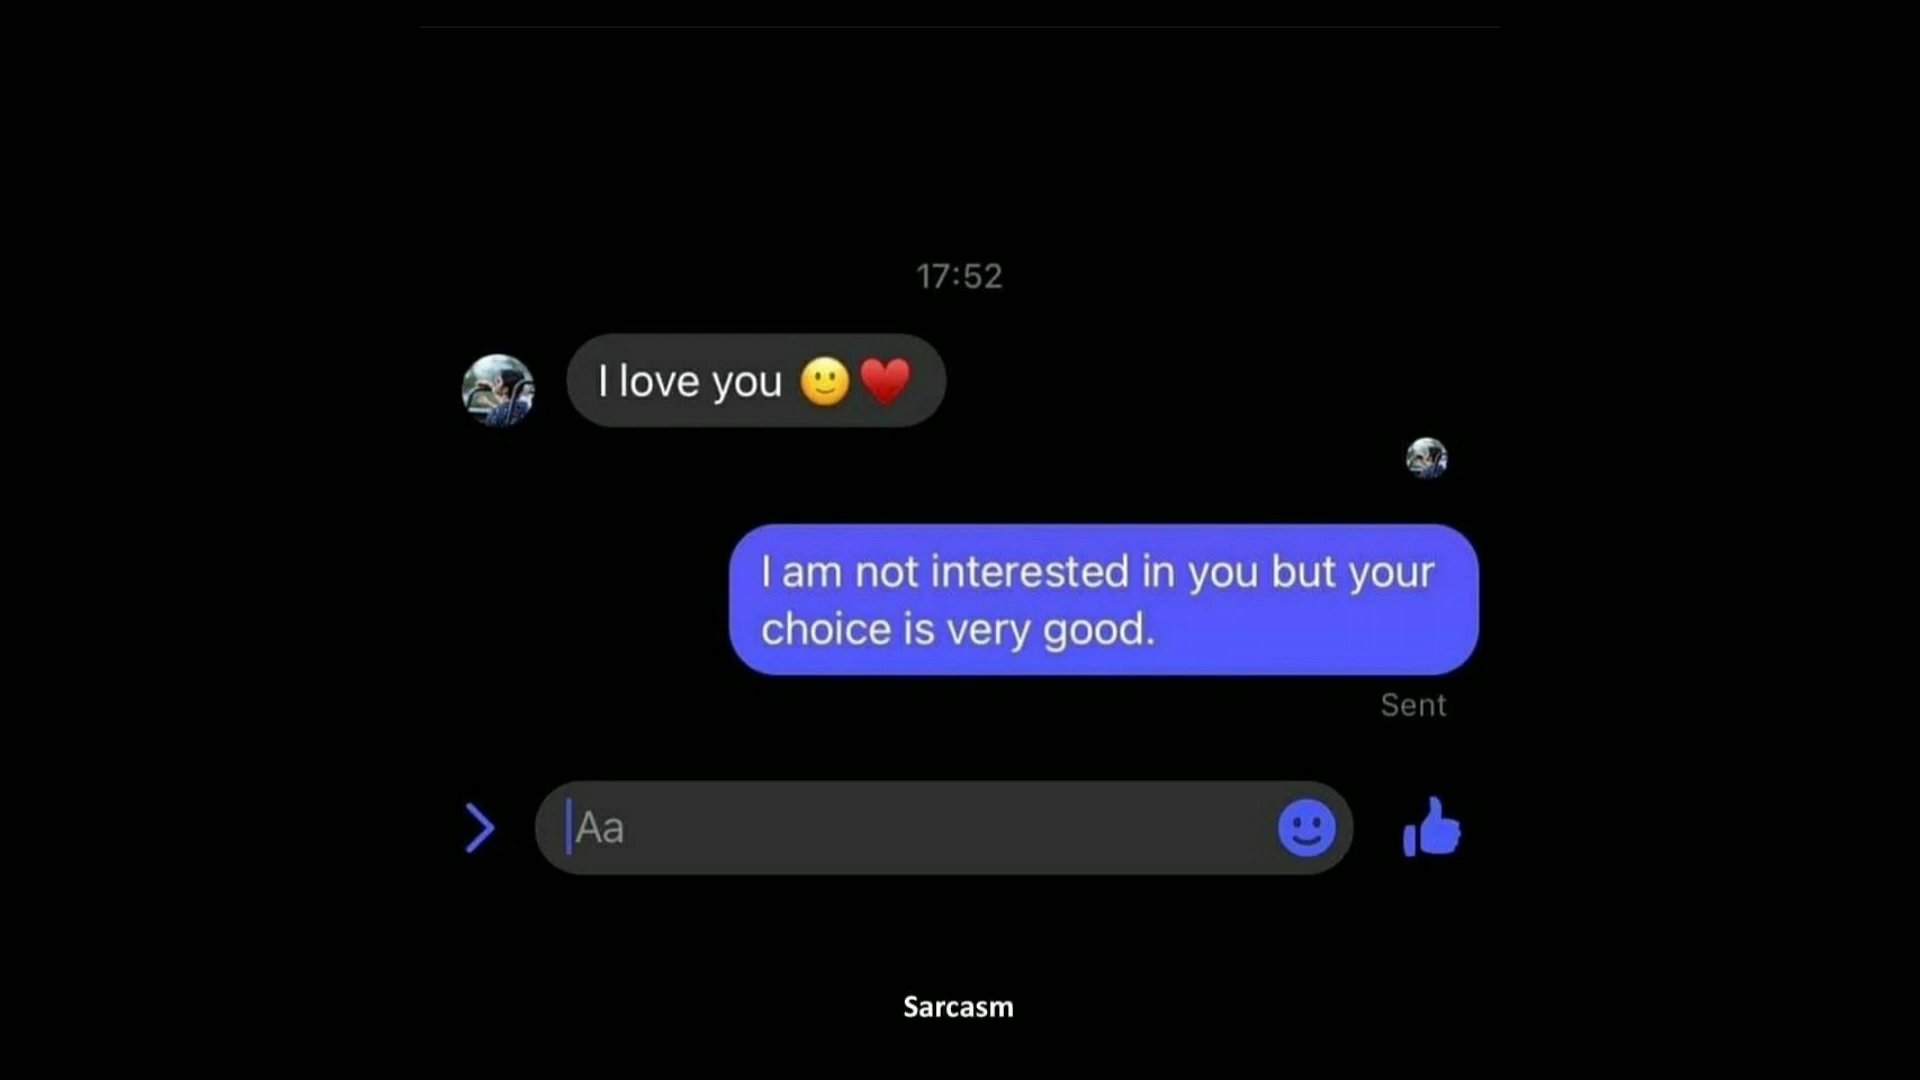 17:52
I love you 🙂♥️
I am not interested in you but your
choice is very good.
Sent
Aa
Sarcasm